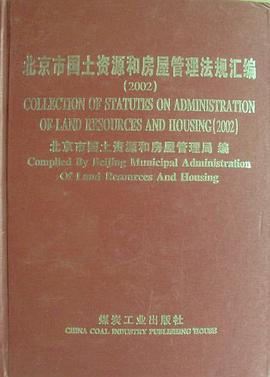 北京市国土资源和房屋管理法规汇编
(2002)
COLLECTION OF STATUTES ON ADMINISTRATION
OF LAND RESOURCES AND HOUSING(2002)
北京市国土资源和房屋管理局 编
Compiled By Beijing Municipal Administration
Of Land Resources And Housing
煤炭工业出版社
CHINA COAL INDUSTRY PUBLISHING HOUSE